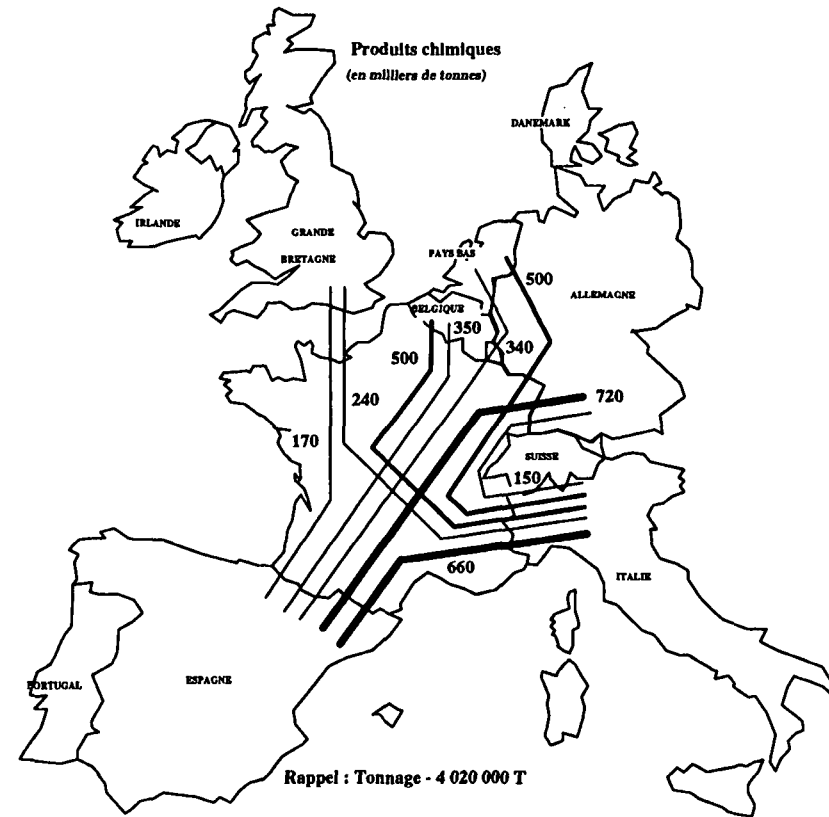 Produits chimiques
(en milliers de tonnes)
DANEMARK
IRLANDE
GRANDE
BRETAGNE
PAYS BAS
500
ALLEMAGNE
BELGIQUE
350
340
500
720
240
170
SUISSE
150
660
ITALIE
ESPAGNE
PORTUGAL
Rappel : Tonnage - 4 020 000 T